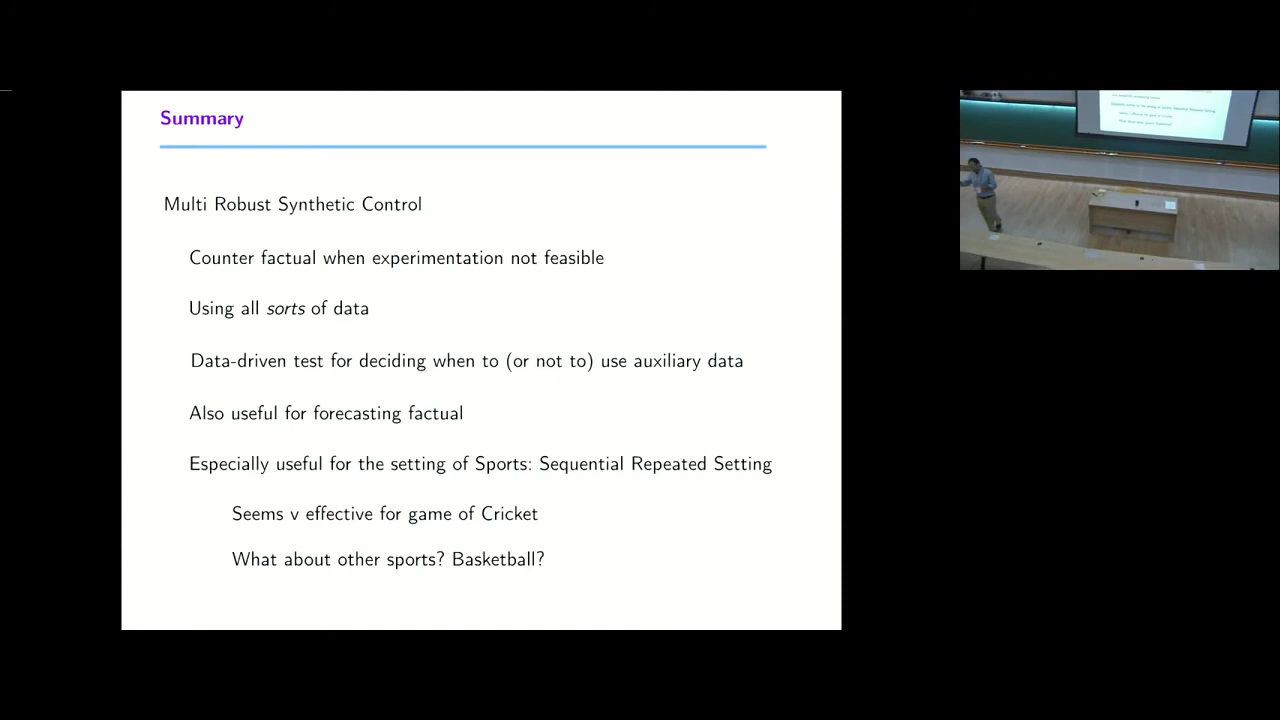 Summary
Multi Robust Synthetic Control
Counter factual when experimentation not feasible
Using all sorts of data
Data-driven test for deciding when to (or not to) use auxiliary data
Also useful for forecasting factual
Especially useful for the setting of Sports: Sequential Repeated Setting
Seems v effective for game of Cricket
What about other sports? Basketball?